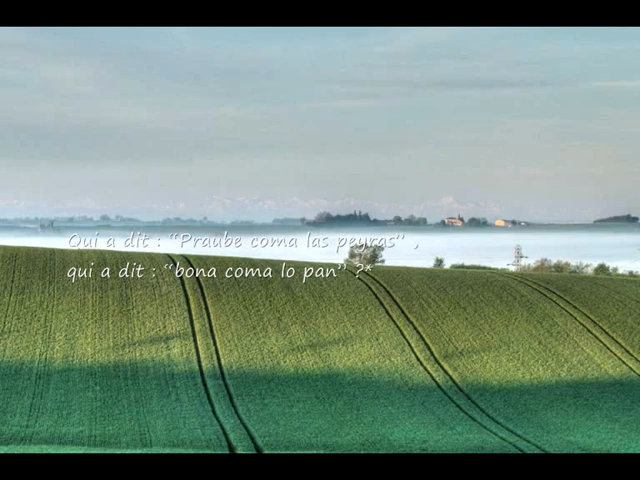 Qui a dit : “Praube coma las peyras” ,
qui a dit : “bona coma lo pan” ?*